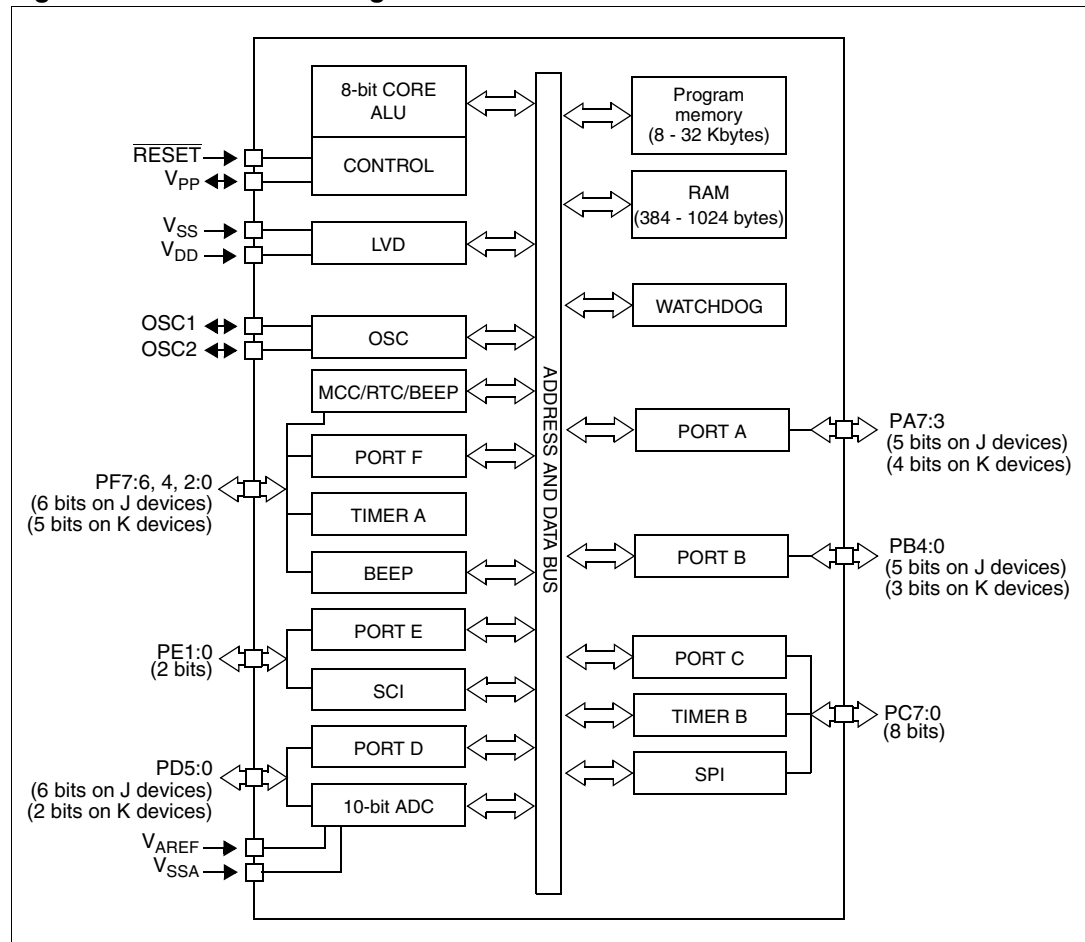 8-bit CORE
ALU
CONTROL
RESET
VPP
VSS
VDD
LVD
OSC1
OSC2
OSC
MCC/RTC/BEEP
PORT F
PF7:6, 4, 2:0
(6 bits on J devices)
(5 bits on K devices)
TIMER A
BEEP
PORT E
PE1:0
(2 bits)
SCI
PORT D
PD5:0
(6 bits on J devices)
(2 bits on K devices)
10-bit ADC
VAREF
VSSA
ADDRESS AND DATA BUS
Program
memory
(8 - 32 Kbytes)
RAM
(384 - 1024 bytes)
WATCHDOG
PORT A
PA7:3
(5 bits on J devices)
(4 bits on K devices)
PORT B
PB4:0
(5 bits on J devices)
(3 bits on K devices)
PORT C
TIMER B
PC7:0
(8 bits)
SPI